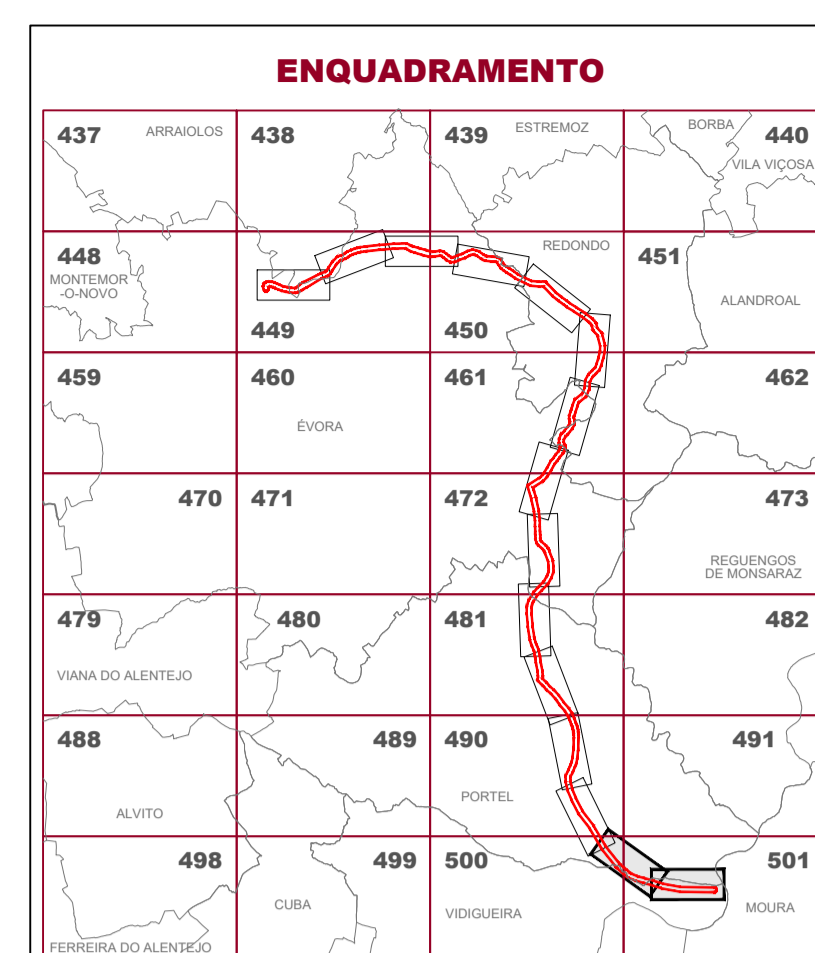 ENQUADRAMENTO
437 ARRAIOLOS 438 439 ESTREMOZ BORBA 440
VILA VIÇOSA
448 449 450 REDONDO 451
MONTEMOR
-O-NOVO
ALANDROAL
459 460 461 462
ÉVORA
470 471 472 473
REGUENGOS
DE MONSARAZ
479 480 481 482
VIANA DO ALENTEJO
488 489 490 491
PORTEL
ALVITO
498 499 500 501
CUBA
VIDIGUEIRA
MOURA
FERREIRA DO ALENTEJO